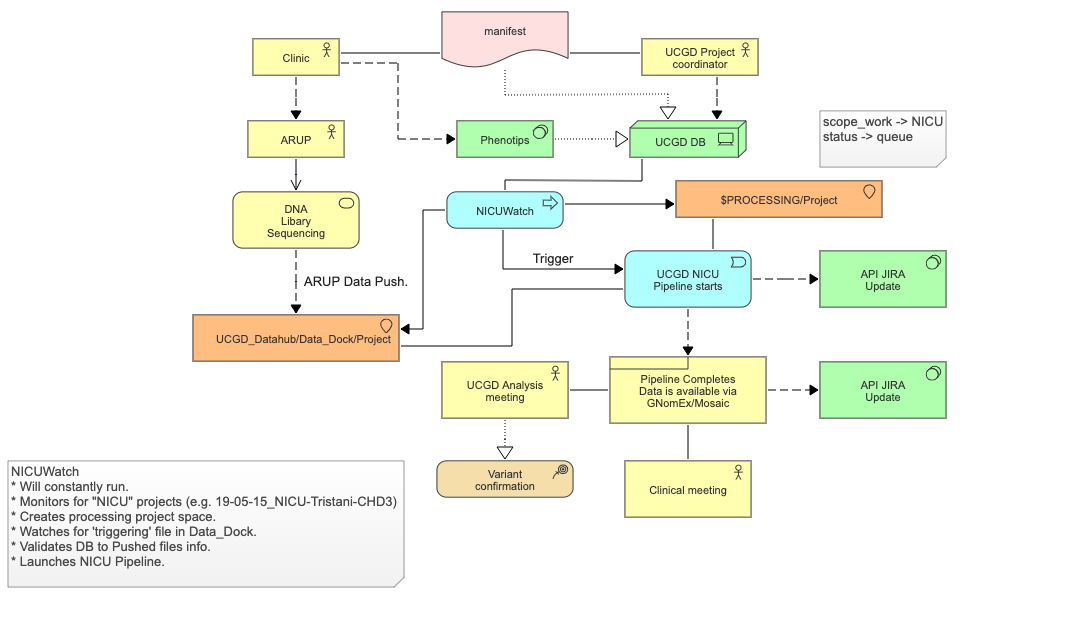 manifest
Clinic
UCGD Project
coordinator
scope_work -> NICU
status -> queue
ARUP
Phenotips
UCGD DB
DNA
Libary
Sequencing
NICUWatch
$PROCESSING/Project
Trigger
UCGD NICU
Pipeline starts
API JIRA
Update
ARUP Data Push.
UCGD_Datahub/Data_Dock/Project
UCGD Analysis
meeting
Pipeline Completes
Data is available via
GNomEx/Mosaic
API JIRA
Update
Variant
confirmation
Clinical meeting
NICUWatch
* Will constantly run.
* Monitors for "NICU" projects (e.g. 19-05-15_NICU-Tristani-CHD3)
* Creates processing project space.
* Watches for 'triggering' file in Data_Dock.
* Validates DB to Pushed files info.
* Launches NICU Pipeline.